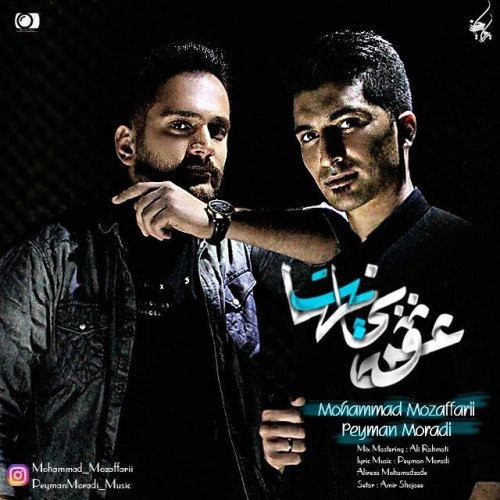 عشقه بی نهایت
Mohammad Mozaffarii
Peyman Moradi
Mix Mastering : Ali Rahmati
lyric Music : Peyman Moradi
Alireza Mohamadzade
Setar : Amir Shojaee
Mohammad_Mozaffarii
PeymanMoradi_Music